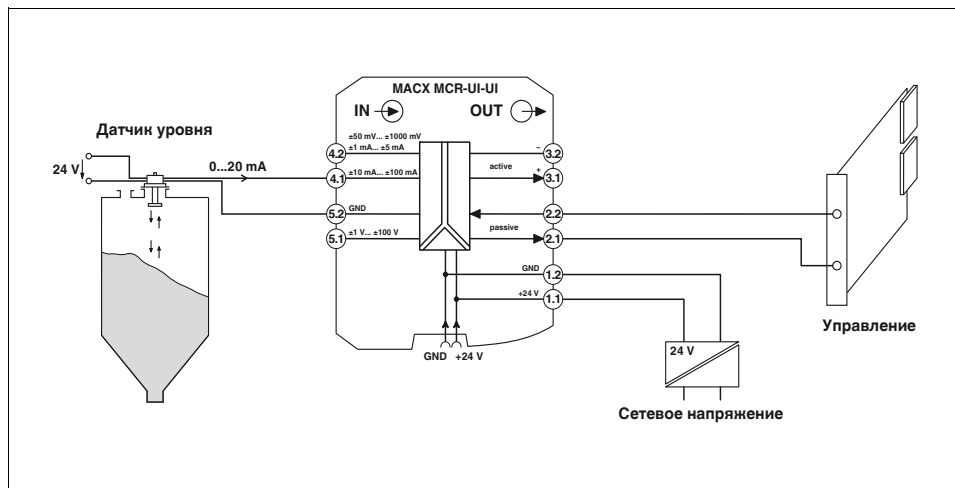 MACX MCR-UI-UI
IN
OUT
Датчик уровня
24 V
0...20 mA
±50 mV... ±1000 mV
±1 mA... ±5 mA
4.2
±10 mA... ±100 mA
4.1
GND
5.2
±1 V... ±100 V
5.1
–
3.2
active
+
3.1
2.2
passive
2.1
GND
1.2
+24 V
1.1
GND
+24 V
24 V
Сетевое напряжение
Управление